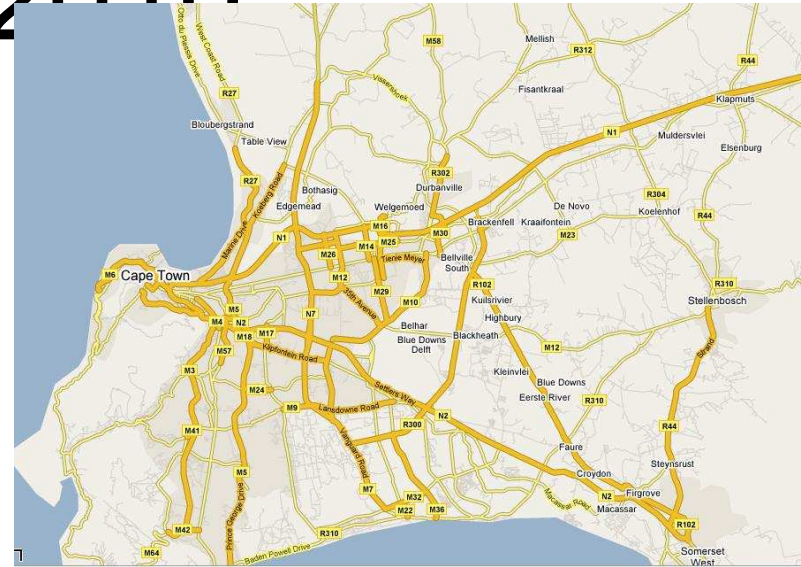 M58
Mellish
R312
R44
Otto du Plessis Drive
West Coast Road
R27
Vissershoek
Fisantkraal
Klapmuts
Bloubergstrand
Table View
N1
Muldersvlei
Elsenburg
R302
Durbanville
R27
Koeberg Road
Bothasig
Edgemead
Welgemoed
De Novo
R304
Koelenhof
R44
Marine Drive
N1
M16
M14
M25
M30
Brackenfell
Kraaifontein
M23
M26
Tienie Meyer
Bellville
South
M6
Cape Town
M12
M29
R102
R310
Stellenbosch
35th Avenue
M10
Kuilsrivier
Highbury
M5
N2
M4
M18
M17
N7
Belhar
Blue Downs
Delft
Blackheath
M12
Strand
M57
Klipfontein Road
M3
M24
Settlers Way
Kleinvlei
Blue Downs
Eerste River
R310
M9
Lansdowne Road
N2
R300
R44
M41
Vanguard Road
Faure
Steynsrust
M5
Croydon
M7
Prince George Drive
M32
M22
M36
Macassar Road
N2
Firgrove
Macassar
M42
R310
R102
M64
Baden Powell Drive
Somerset
West